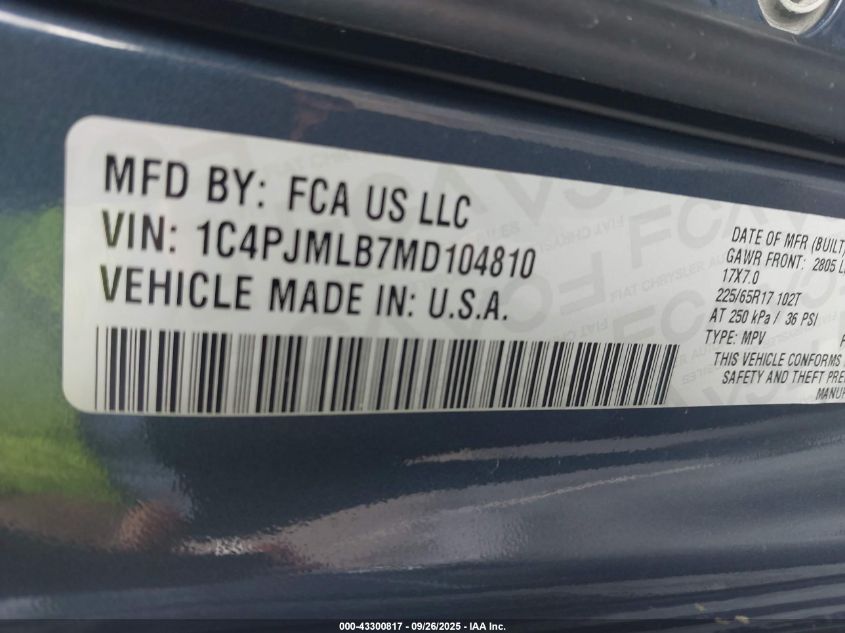 MFD BY: FCA US LLC
VIN: 1C4PJMLB7MD104810
VEHICLE MADE IN: U.S.A.
DATE OF MFR (BUILT)
GAWR FRONT: 2805 L
17X7.0
225/65R17 102T
AT 250 kPa / 36 PSI
TYPE: MPV
THIS VEHICLE CONFORMS
SAFETY AND THEFT PRE
MANUF
000-43300817 - 09/26/2025 - IAA Inc.